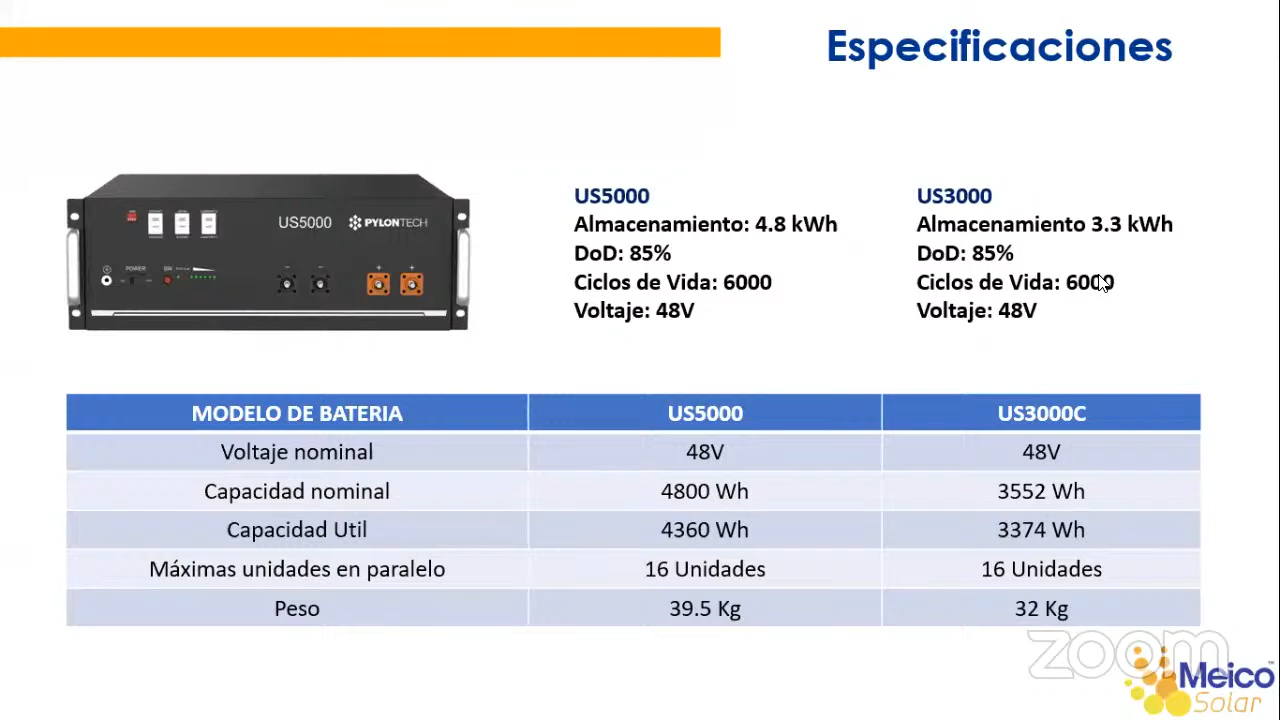 Especificaciones
US5000
PYLONTECH
POWER
US5000
Almacenamiento: 4.8 kWh
DoD: 85%
Ciclos de Vida: 6000
Voltaje: 48V
US3000
Almacenamiento 3.3 kWh
DoD: 85%
Ciclos de Vida: 6000
Voltaje: 48V
MODELO DE BATERIA US5000 US3000C
Voltaje nominal 48V 48V
Capacidad nominal 4800 Wh 3552 Wh
Capacidad Util 4360 Wh 3374 Wh
Máximas unidades en paralelo 16 Unidades 16 Unidades
Peso 39.5 Kg 32 Kg
zoom
Meico
Solar